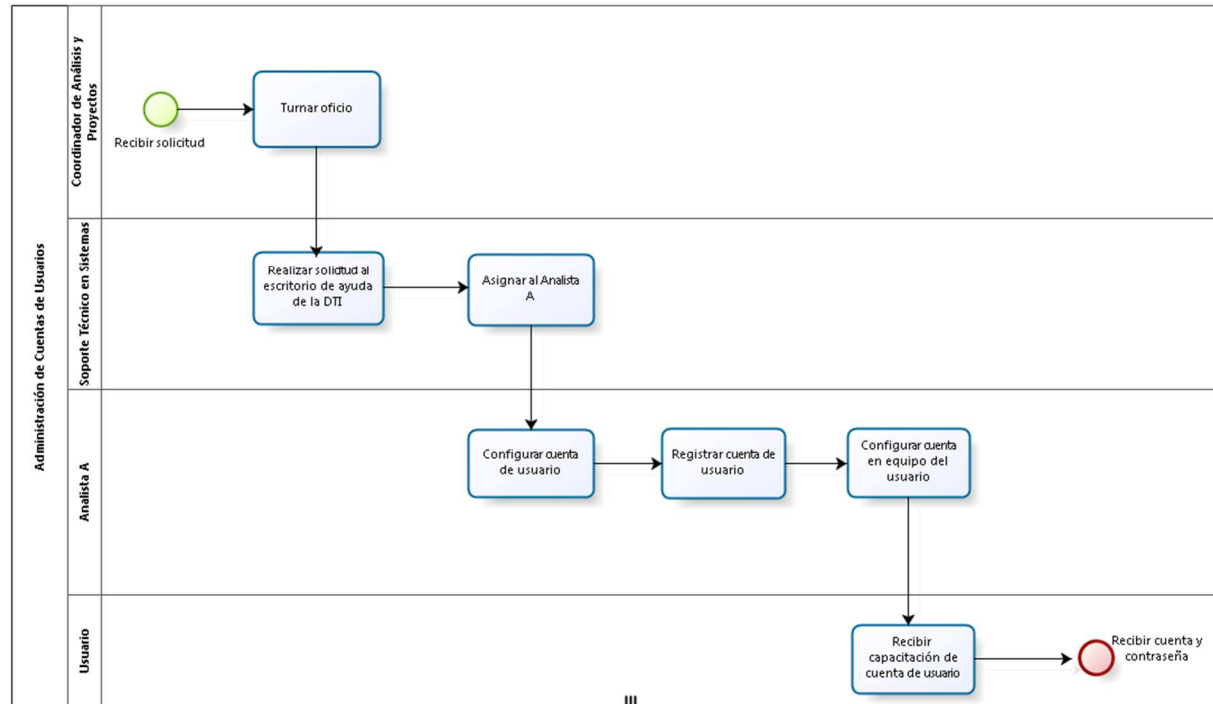 Administración de Cuentas de Usuarios
Coordinador de Análisis y
Proyectos
Recibir solicitud
Turnar oficio
Soporte Técnico en Sistemas
Realizar solicitud al
escritorio de ayuda
de la DTI
Asignar al Analista
A
Analista A
Configurar cuenta
de usuario
Registrar cuenta de
usuario
Configurar cuenta
en equipo del
usuario
Usuario
Recibir
capacitación de
cuenta de usuario
Recibir cuenta y
contraseña
III